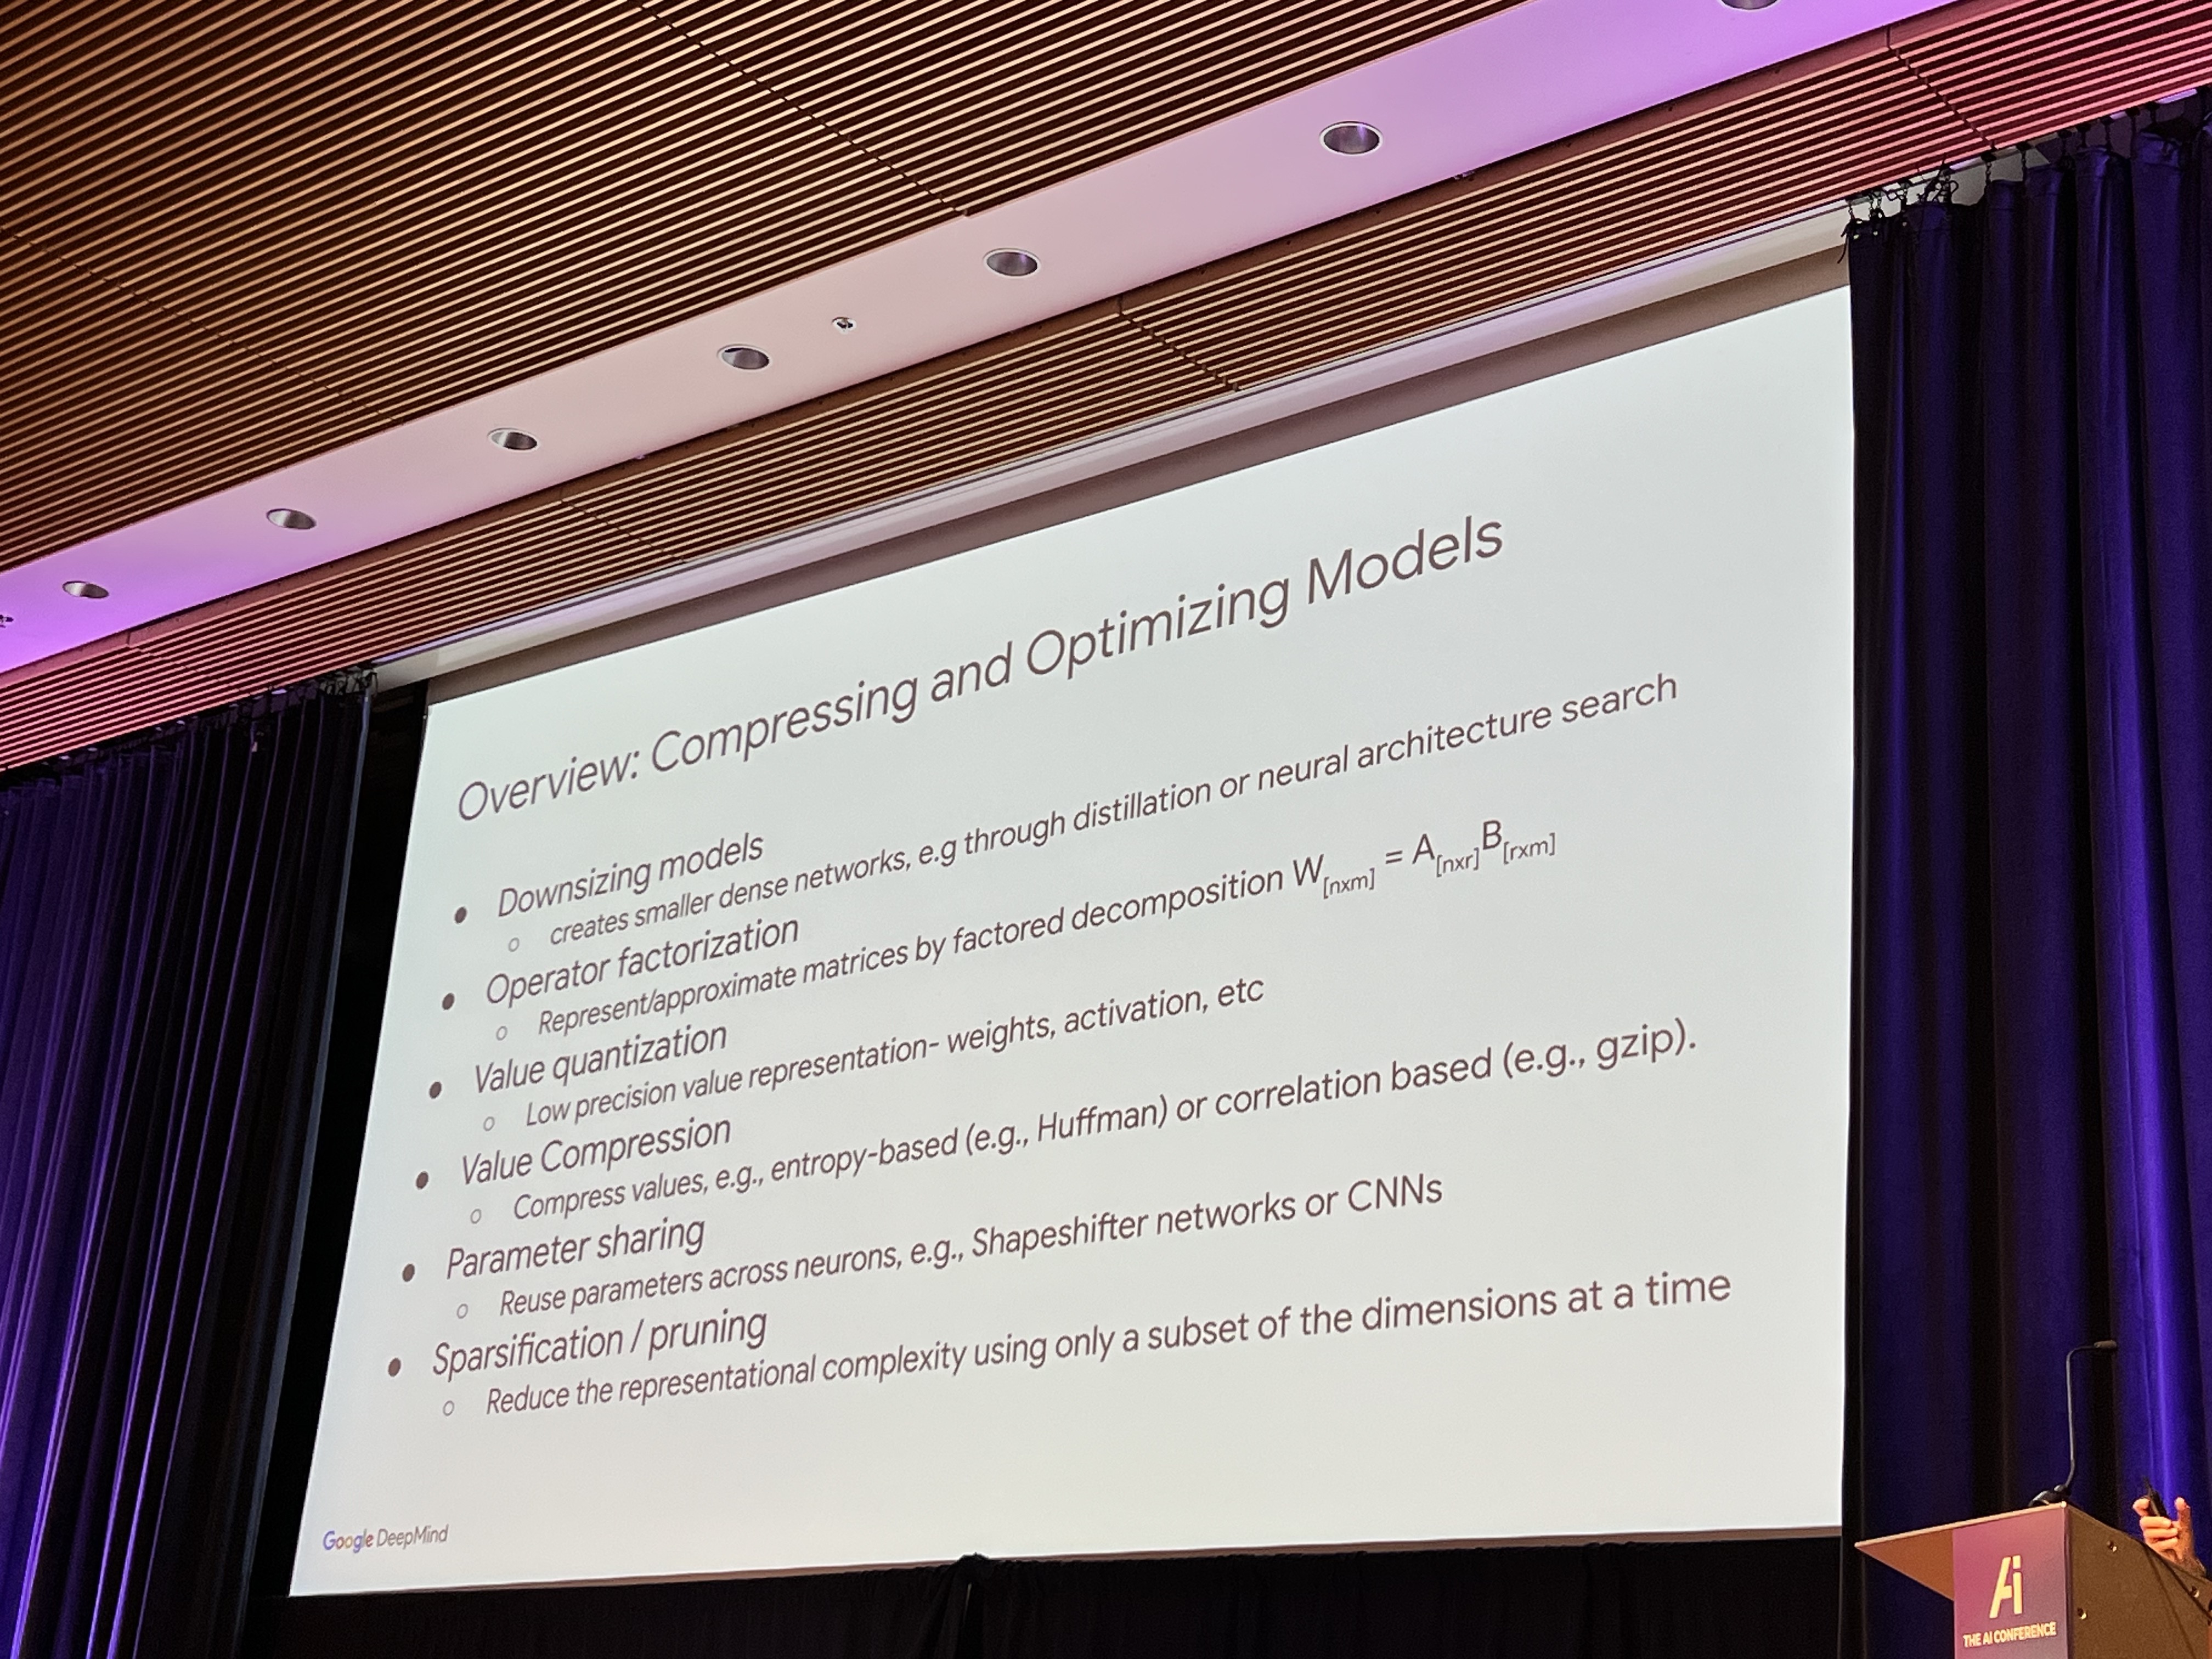 Overview: Compressing and Optimizing Models
● Downsizing models
○ creates smaller dense networks, e.g through distillation or neural architecture search
● Operator factorization
○ Represent/approximate matrices by factored decomposition W[nxm] = A[nxr]B[rxm]
● Value quantization
○ Low precision value representation- weights, activation, etc
● Value Compression
○ Compress values, e.g., entropy-based (e.g., Huffman) or correlation based (e.g., gzip).
● Parameter sharing
○ Reuse parameters across neurons, e.g., Shapeshifter networks or CNNs
● Sparsification / pruning
○ Reduce the representational complexity using only a subset of the dimensions at a time
Google DeepMind
Ai
THE AI CONFERENCE